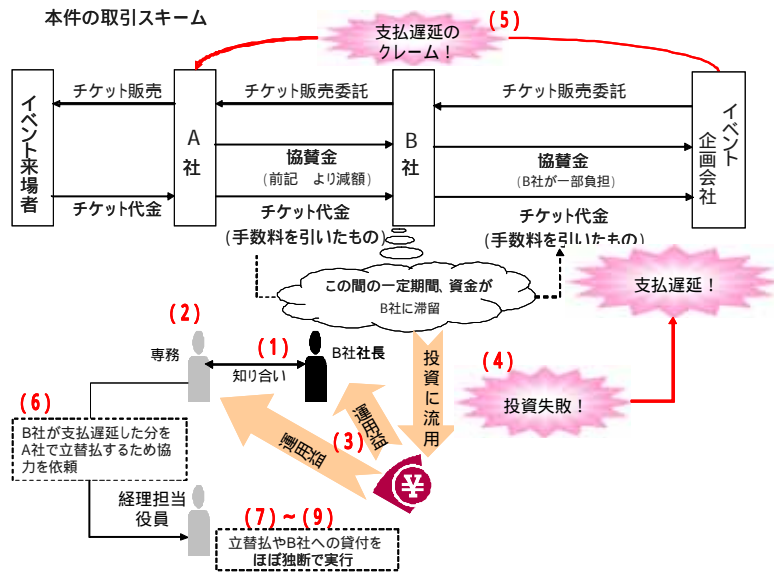 本件の取引スキーム
支払遅延の
クレーム！
(5)
イベント来場者
チケット販売
チケット代金
A
社
チケット販売委託
協賛金
(前記　より減額)
チケット代金
(手数料を引いたもの)
B
社
チケット販売委託
協賛金
(B社が一部負担)
チケット代金
(手数料を引いたもの)
イベント
企画会社
この間の一定期間、資金が
B社に滞留
支払遅延！
(2)
専務
(1)
知り合い
B社社長
投資に流用
(4)
投資失敗！
運用益
(3)
運用益
¥
(6)
B社が支払遅延した分を
A社で立替払するため協
力を依頼
経理担当
役員
(7)～(9)
立替払やB社への貸付を
ほぼ独断で実行